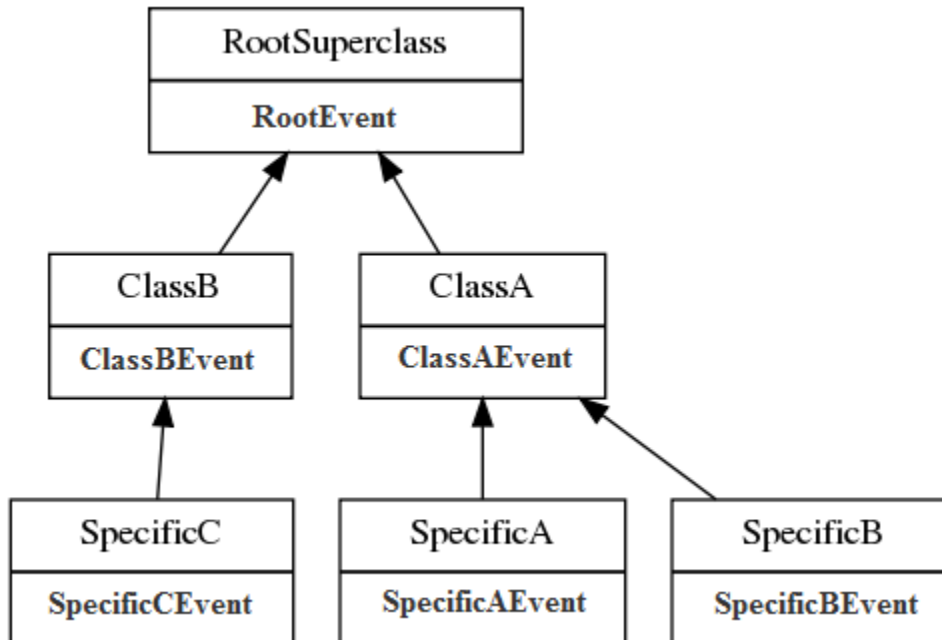 RootSuperclass
RootEvent
ClassB
ClassBEvent
ClassA
ClassAEvent
SpecificC
SpecificCEvent
SpecificA
SpecificAEvent
SpecificB
SpecificBEvent